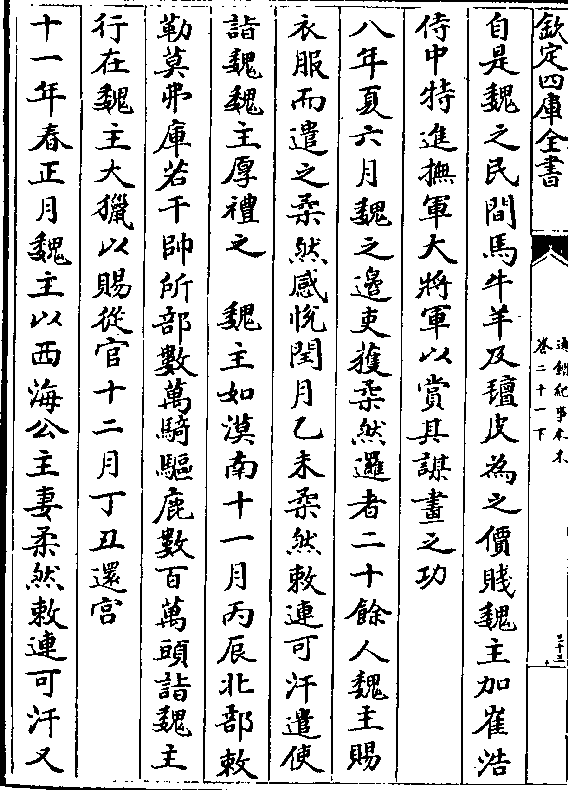 欽定四庫全書
通鑑紀事本末
卷二十一下
三十三
自是魏之民間馬牛羊及氊皮為之價賤魏主加崔浩
侍中特進撫軍大將軍以賞其謀畫之功
八年夏六月魏之邊吏獲柔然邏者二十餘人魏主賜
衣服而遣之柔然感悅閏月乙未柔然敕連可汗遣使
詣魏魏主厚禮之　魏主如漠南十一月丙辰北部敕
勒莫弗庫若干帥所部數萬騎驅鹿數百萬頭詣魏主
行在魏主大獵以賜從官十二月丁丑還宫
十一年春正月魏主以西海公主妻柔然敕連可汗又